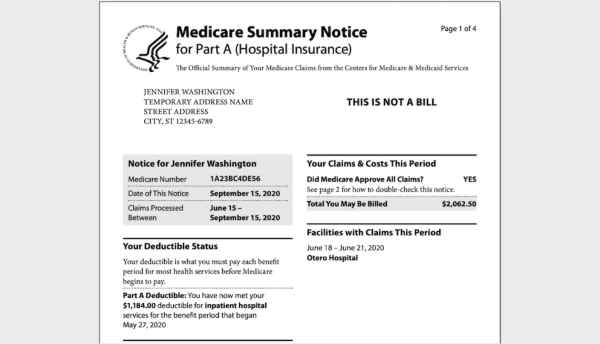 Medicare Summary Notice
Page 1 of 4
for Part A (Hospital Insurance)
The Official Summary of Your Medicare Claims from the Centers for Medicare & Medicaid Services
JENNIFER WASHINGTON
TEMPORARY ADDRESS NAME
STREET ADDRESS
CITY, ST 12345-6789
THIS IS NOT A BILL
Notice for Jennifer Washington
Medicare Number 1A23BC4DE56
Date of This Notice September 15, 2020
Claims Processed June 15 –
Between September 15, 2020
Your Deductible Status
Your deductible is what you must pay each benefit
period for most health services before Medicare
begins to pay.
Part A Deductible: You have now met your
$1,184.00 deductible for inpatient hospital
services for the benefit period that began
May 27, 2020
Your Claims & Costs This Period
Did Medicare Approve All Claims? YES
See page 2 for how to double-check this notice.
Total You May Be Billed $2,062.50
Facilities with Claims This Period
June 18 – June 21, 2020
Otero Hospital